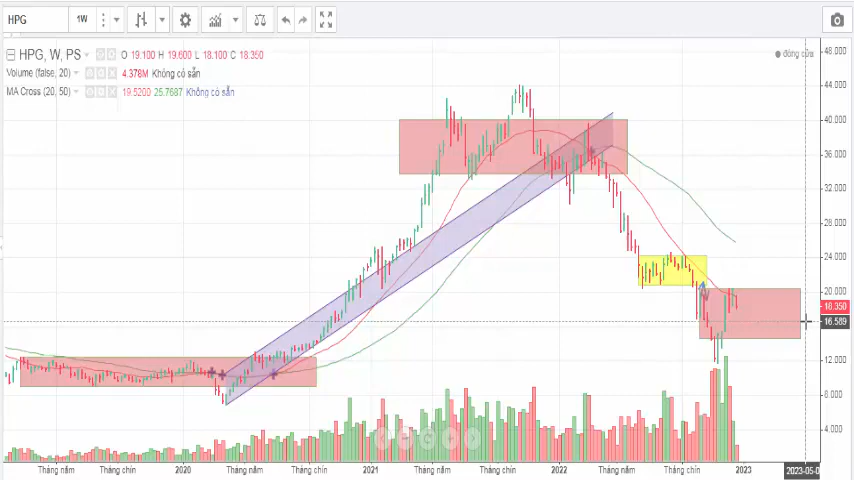 HPG 1W
HPG, W, PS O 19.100 H 19.600 L 18.100 C 18.350
Volume (false, 20) 4.378M Không có sẵn
MA Cross (20, 50) 19.5200 25.7687 Không có sẵn
đóng cửa
48.000
44.000
40.000
36.000
32.000
28.000
24.000
20.000
18.350
16.589
12.000
8.000
4.000
Tháng năm Tháng chín 2020 Tháng năm Tháng chín 2021 Tháng năm Tháng chín 2022 Tháng năm Tháng chín 2023 2023-05-0